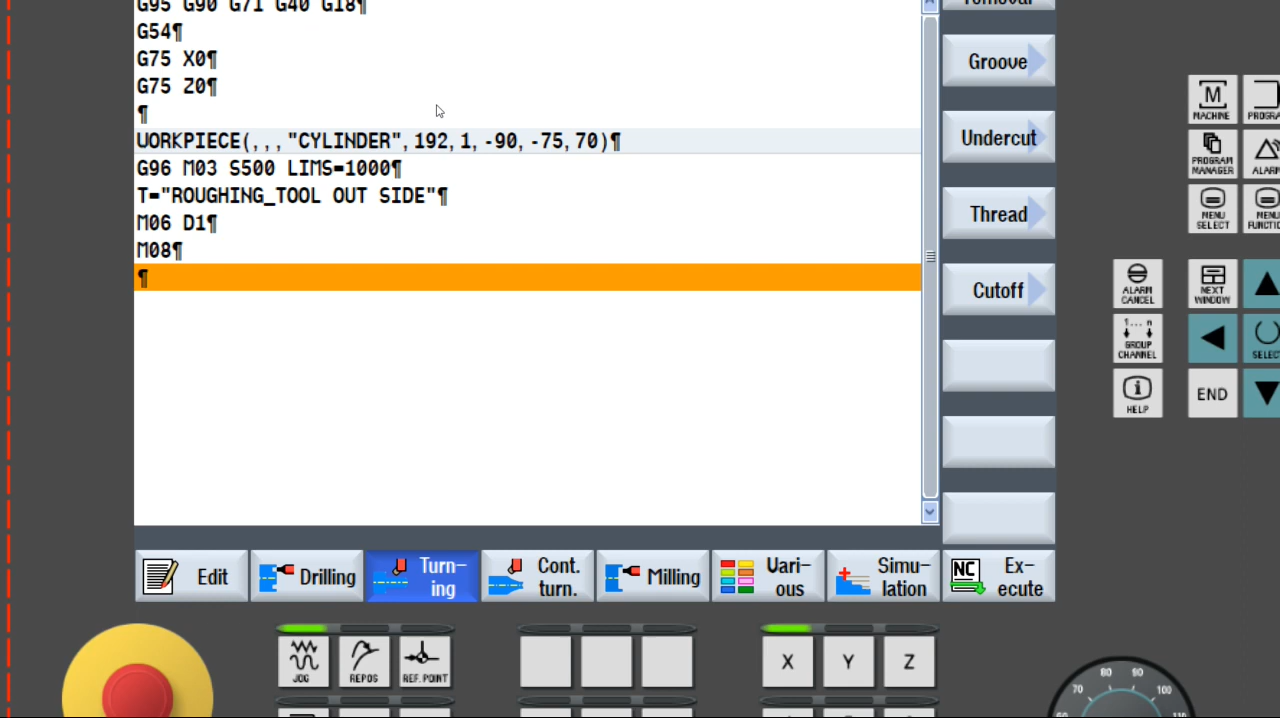 G95 G90 G71 G40 G18¶
G54¶
G75 X0¶
G75 Z0¶
¶
WORKPIECE(,,,"CYLINDER",192,1,-90,-75,70)¶
G96 M03 S500 LIMS=1000¶
T="ROUGHING_TOOL OUT SIDE"¶
M06 D1¶
M08¶
¶
Groove
Undercut
Thread
Cutoff
Edit
Drilling
Turn-
ing
Cont.
turn.
Milling
Vari-
ous
Simu-
lation
NC
Ex-
ecute
M
MACHINE
PROGRAM
MANAGER
ALARM
MENU
SELECT
MENU
ALARM
CANCEL
NEXT
WINDOW
1... n
GROUP
CHANNEL
SELECT
HELP
END
JOG
REPOS
REF. POINT
X
Y
Z
70
80
90
100
110